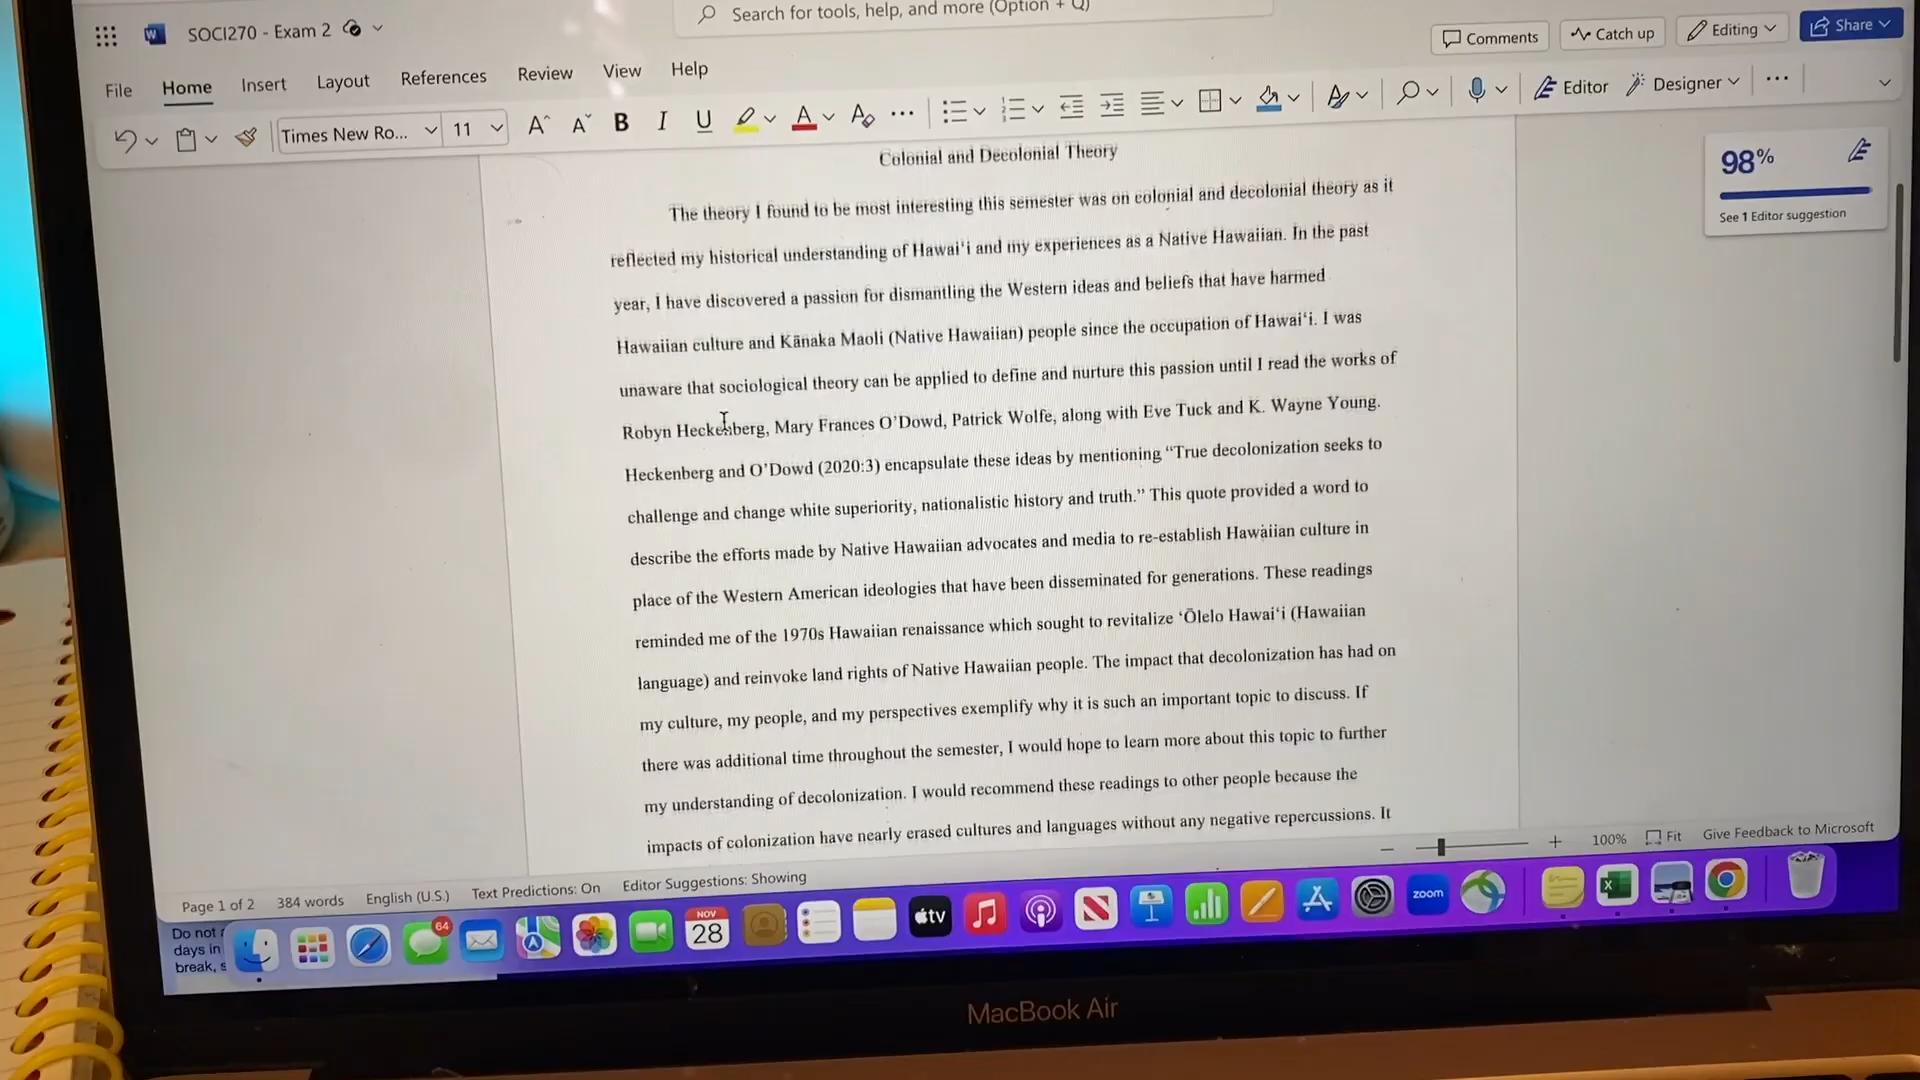 SOCI270 - Exam 2
Search for tools, help, and more (Option + Q)
Comments
Catch up
Editing
Share
File
Home
Insert
Layout
References
Review
View
Help
Times New Ro...
11
B
I
U
Editor
Designer
98%
See 1 Editor suggestion
Colonial and Decolonial Theory
The theory I found to be most interesting this semester was on colonial and decolonial theory as it
reflected my historical understanding of Hawaiʻi and my experiences as a Native Hawaiian. In the past
year, I have discovered a passion for dismantling the Western ideas and beliefs that have harmed
Hawaiian culture and Kānaka Maoli (Native Hawaiian) people since the occupation of Hawaiʻi. I was
unaware that sociological theory can be applied to define and nurture this passion until I read the works of
Robyn Heckenberg, Mary Frances O’Dowd, Patrick Wolfe, along with Eve Tuck and K. Wayne Young.
Heckenberg and O’Dowd (2020:3) encapsulate these ideas by mentioning “True decolonization seeks to
challenge and change white superiority, nationalistic history and truth.” This quote provided a word to
describe the efforts made by Native Hawaiian advocates and media to re-establish Hawaiian culture in
place of the Western American ideologies that have been disseminated for generations. These readings
reminded me of the 1970s Hawaiian renaissance which sought to revitalize ʻŌlelo Hawaiʻi (Hawaiian
language) and reinvoke land rights of Native Hawaiian people. The impact that decolonization has had on
my culture, my people, and my perspectives exemplify why it is such an important topic to discuss. If
there was additional time throughout the semester, I would hope to learn more about this topic to further
my understanding of decolonization. I would recommend these readings to other people because the
impacts of colonization have nearly erased cultures and languages without any negative repercussions. It
Page 1 of 2
384 words
English (U.S.)
Text Predictions: On
Editor Suggestions: Showing
100%
Fit
Give Feedback to Microsoft
Do not
days in
break, s
64
NOV
28
tv
zoom
MacBook Air